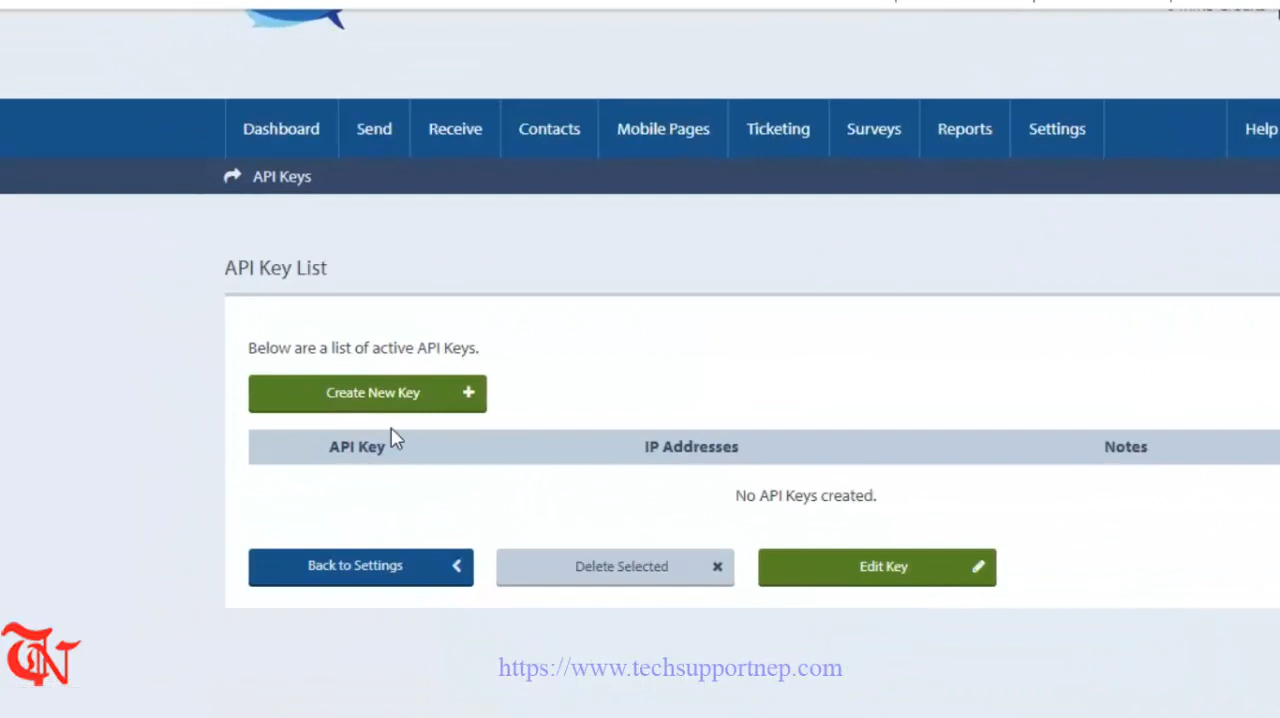 Dashboard Send Receive Contacts Mobile Pages Ticketing Surveys Reports Settings Help
API Keys
API Key List
Below are a list of active API Keys.
Create New Key
API Key IP Addresses Notes
No API Keys created.
Back to Settings Delete Selected Edit Key
https://www.techsupportnep.com